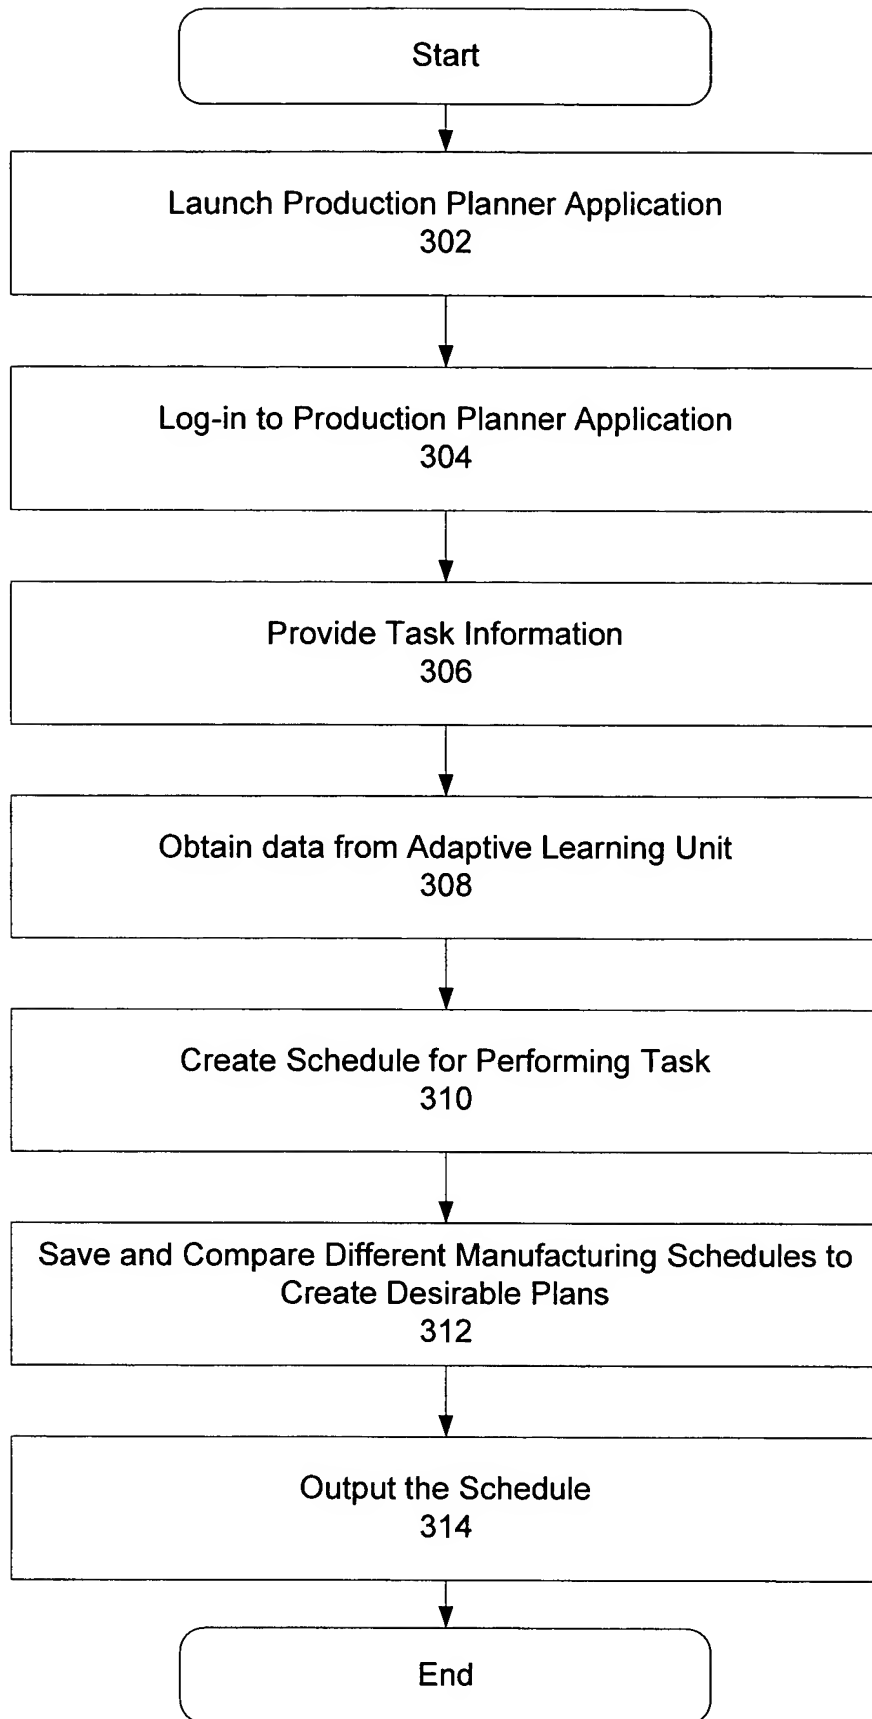 Start
Launch Production Planner Application
302
Log-in to Production Planner Application
304
Provide Task Information
306
Obtain data from Adaptive Learning Unit
308
Create Schedule for Performing Task
310
Save and Compare Different Manufacturing Schedules to
Create Desirable Plans
312
Output the Schedule
314
End